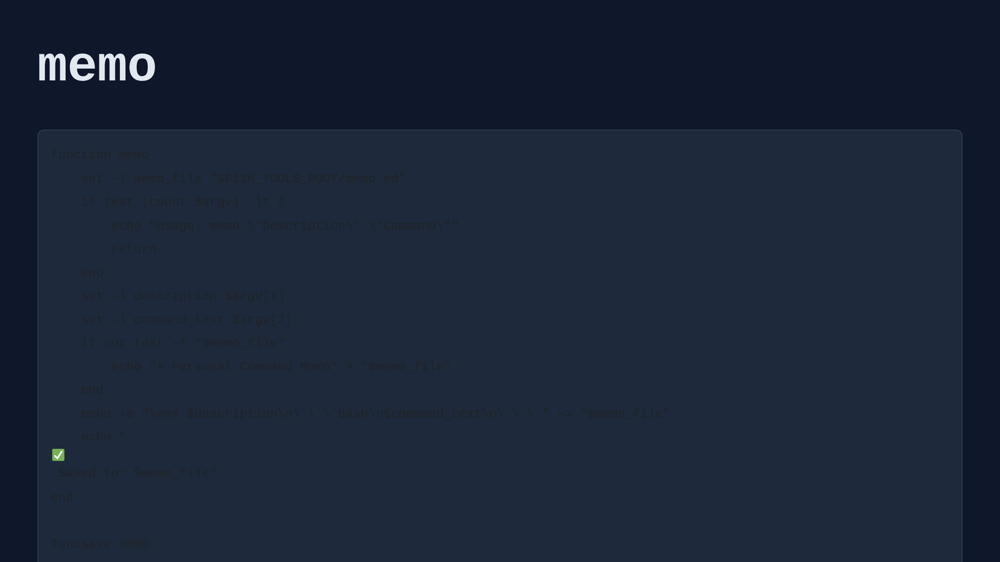 memo
function memo
    set -l memo_file "$FISH_TOOLS_ROOT/memo.md"
    if test (count $argv) -lt 2
        echo "Usage: memo \"Description\" \"Command\""
        return
    end
    set -l description $argv[1]
    set -l command_text $argv[2]
    if not test -f "$memo_file"
        echo "# Personal Command Memo" > "$memo_file"
    end
    echo -e "\n## $description\n\`\`\`bash\n$command_text\n\`\`\`" >> "$memo_file"
    echo "
✅
 Saved to: $memo_file"
end
funcsave memo